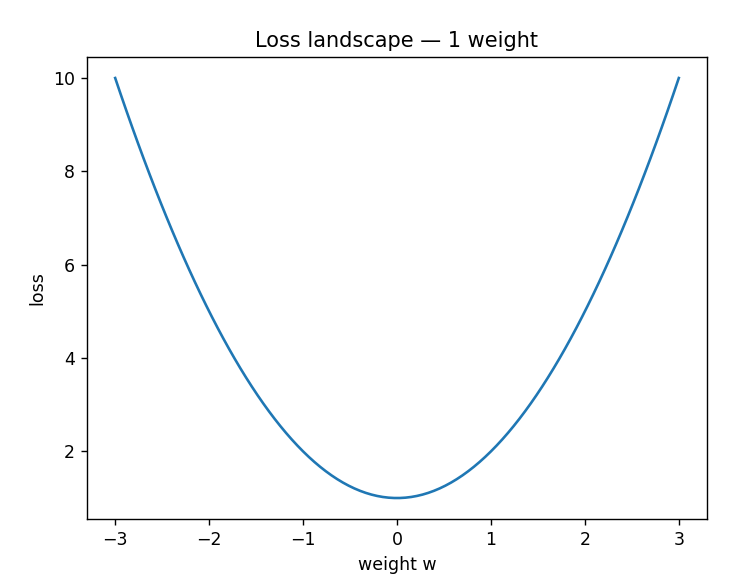 Loss landscape — 1 weight
10
8
6
4
2
loss
−3 −2 −1 0 1 2 3
weight w